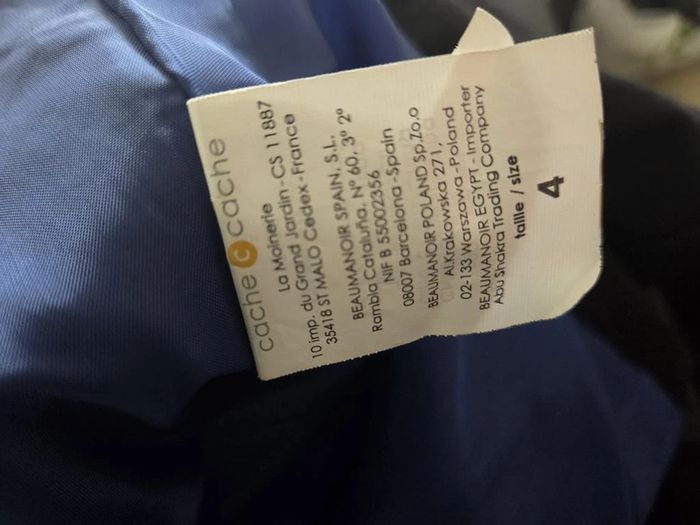 cache c cache
La Moinerie
10 imp. du Grand Jardin - CS 11887
35418 ST MALO Cedex - France
BEAUMANOIR SPAIN, S.L.
Rambla Cataluña, Nº 60, 3º 2º
NIF B 55002356
08007 Barcelona - Spain
BEAUMANOIR POLAND Sp.Zo.o
Al.Krakowska 271,
02-133 Warszawa - Poland
BEAUMANOIR EGYPT - Importer
Abu Shakra Trading Company
taille / size
4